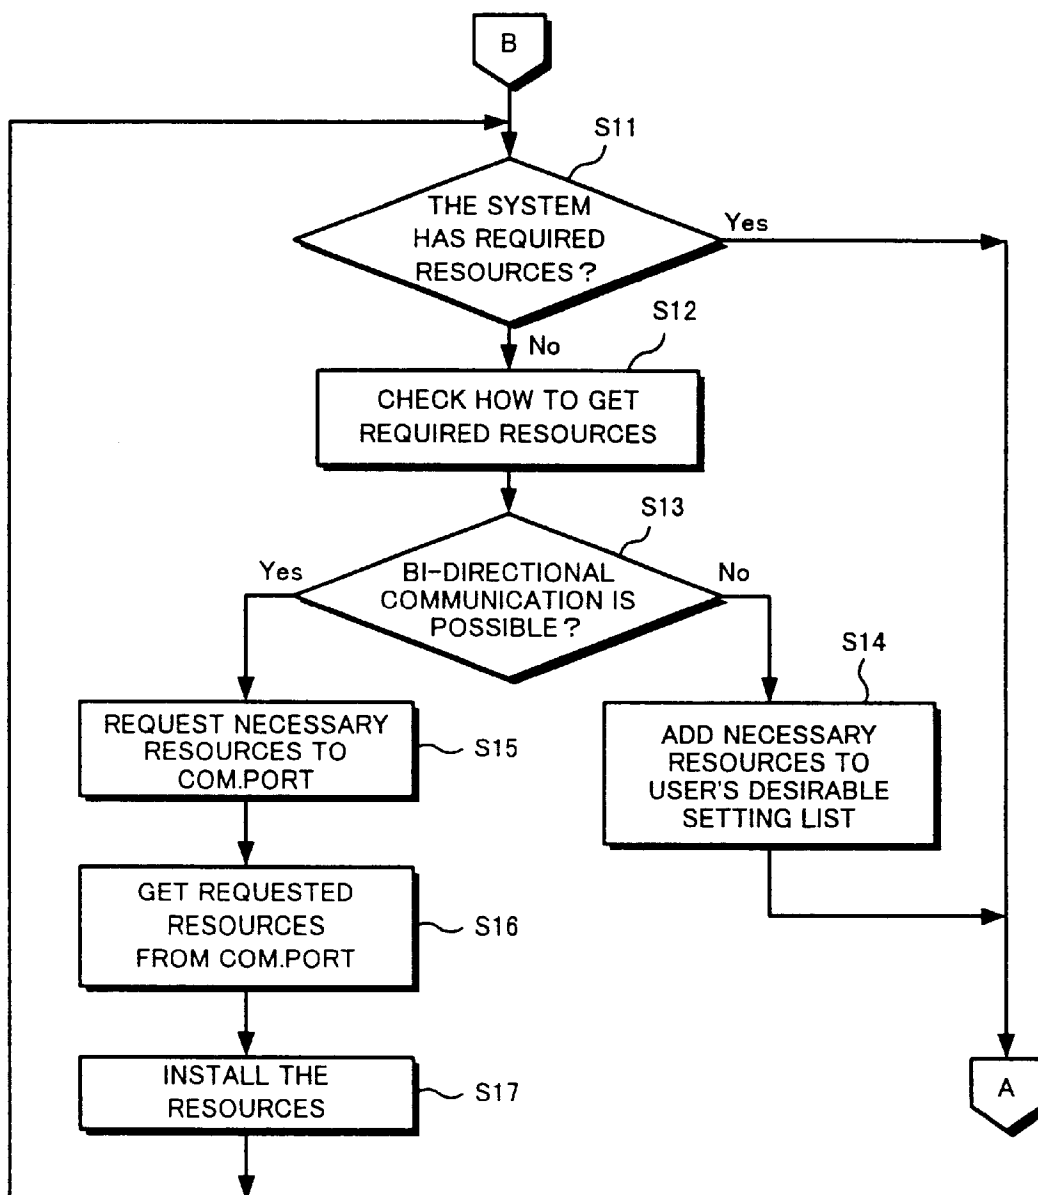 B
S11
THE SYSTEM
HAS REQUIRED
RESOURCES?
Yes
S12
No
CHECK HOW TO GET
REQUIRED RESOURCES
S13
Yes
BI-DIRECTIONAL
COMMUNICATION IS
POSSIBLE?
No
S14
REQUEST NECESSARY
RESOURCES TO
COM.PORT
S15
ADD NECESSARY
RESOURCES TO
USER'S DESIRABLE
SETTING LIST
GET REQUESTED
RESOURCES
FROM COM.PORT
S16
INSTALL THE
RESOURCES
S17
A